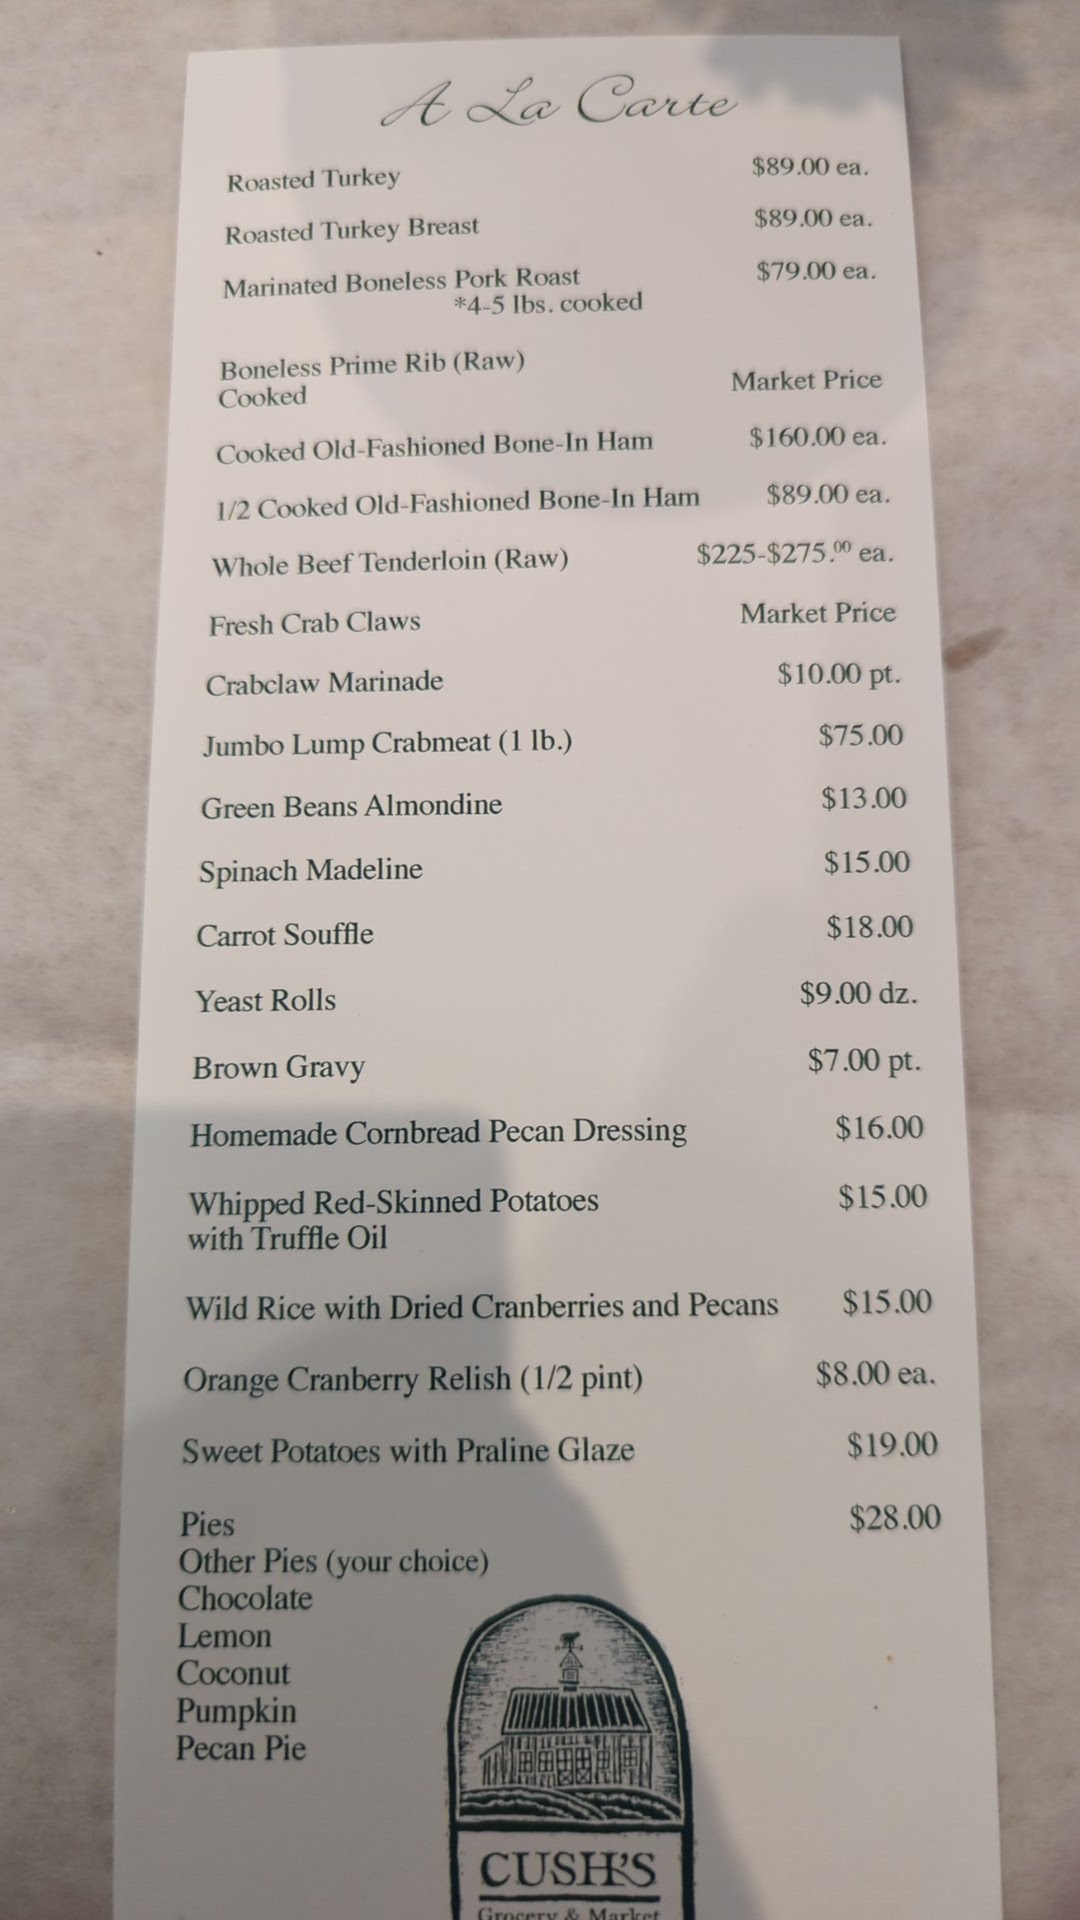 A La Carte
Roasted Turkey $89.00 ea.
Roasted Turkey Breast $89.00 ea.
Marinated Boneless Pork Roast $79.00 ea.
*4-5 lbs. cooked
Boneless Prime Rib (Raw)
Cooked Market Price
Cooked Old-Fashioned Bone-In Ham $160.00 ea.
1/2 Cooked Old-Fashioned Bone-In Ham $89.00 ea.
Whole Beef Tenderloin (Raw) $225-$275.00 ea.
Fresh Crab Claws Market Price
Crabclaw Marinade $10.00 pt.
Jumbo Lump Crabmeat (1 lb.) $75.00
Green Beans Almondine $13.00
Spinach Madeline $15.00
Carrot Souffle $18.00
Yeast Rolls $9.00 dz.
Brown Gravy $7.00 pt.
Homemade Cornbread Pecan Dressing $16.00
Whipped Red-Skinned Potatoes $15.00
with Truffle Oil
Wild Rice with Dried Cranberries and Pecans $15.00
Orange Cranberry Relish (1/2 pint) $8.00 ea.
Sweet Potatoes with Praline Glaze $19.00
Pies $28.00
Other Pies (your choice)
Chocolate
Lemon
Coconut
Pumpkin
Pecan Pie
CUSH'S
Grocery & Market